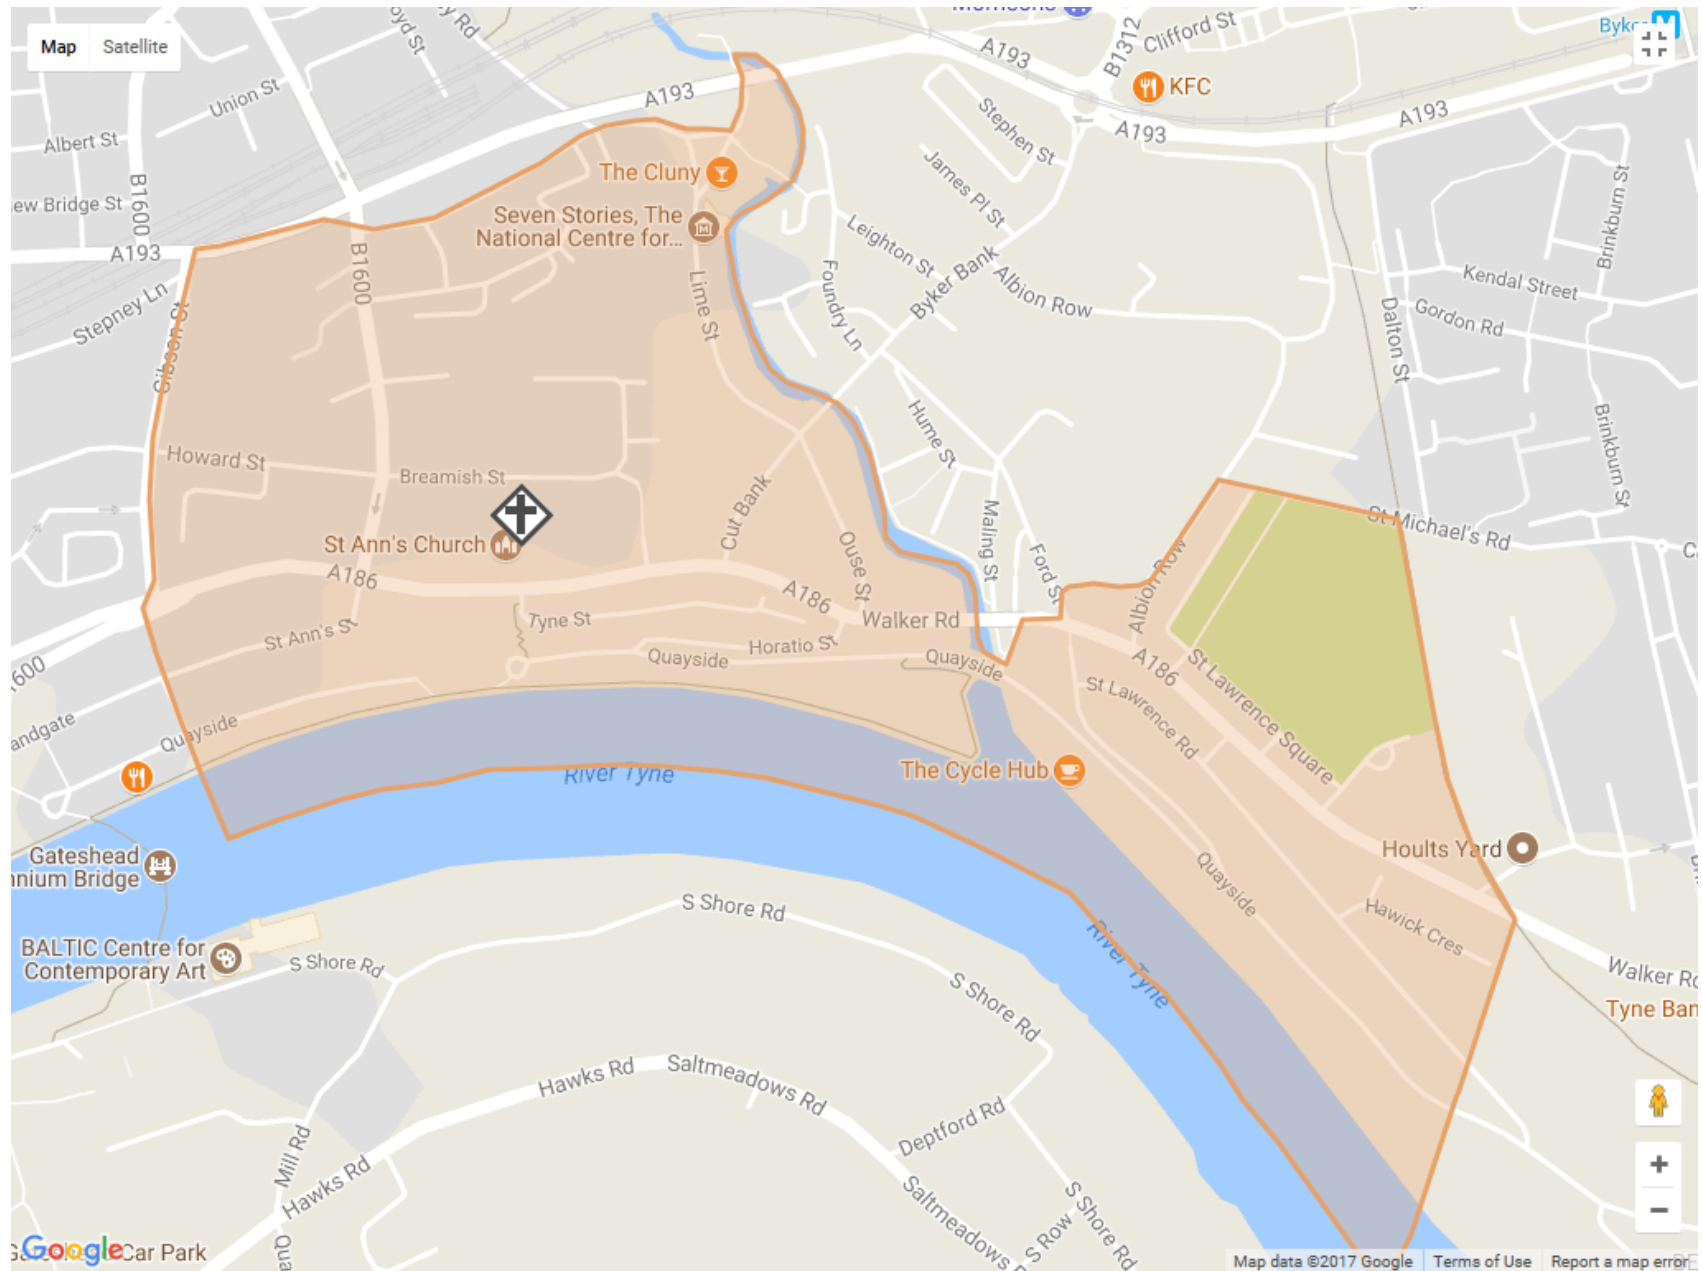 Morrisons
Map
Satellite
Union St
Albert St
B1600
A193
A193
B1312
Clifford St
KFC
A193
A193
Stephen St
James Pl St
The Cluny
Seven Stories, The
National Centre for...
A193
B1600
Stepney Ln
Gibson St
Lime St
Leighton St
Foundry Ln
Byker Bank
Albion Row
Brinkburn St
Kendal Street
Gordon Rd
Dalton St
Howard St
Breamish St
Cut Bank
Hume St
Brinkburn St
St Ann's Church
A186
Ouse St
Maling St
Ford St
St Michael's Rd
Albion Row
A186
Walker Rd
Tyne St
St Ann's St
Horatio St
Quayside
Quayside
A186
St Lawrence Rd
St Lawrence Square
Quayside
River Tyne
The Cycle Hub
Gateshead
nnium Bridge
Hoults Yard
Quayside
Hawick Cres
S Shore Rd
River Tyne
BALTIC Centre for
Contemporary Art
S Shore Rd
S Shore Rd
Walker Rd
Tyne Ban
Hawks Rd
Saltmeadows Rd
Deptford Rd
Mill Rd
Hawks Rd
Saltmeadows R
S Row
S Shore Rd
Qua
Google
Car Park
Map data ©2017 Google
Terms of Use
Report a map error